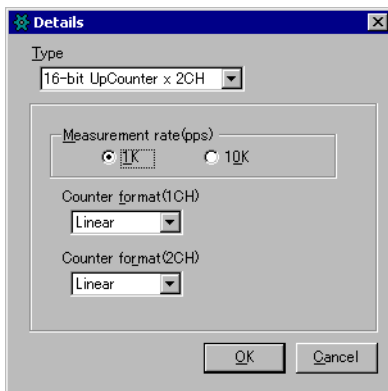 Details
Type
16-bit UpCounter x 2CH
Measurement rate(pps)
1K 10K
Counter format(1CH)
Linear
Counter format(2CH)
Linear
OK Cancel